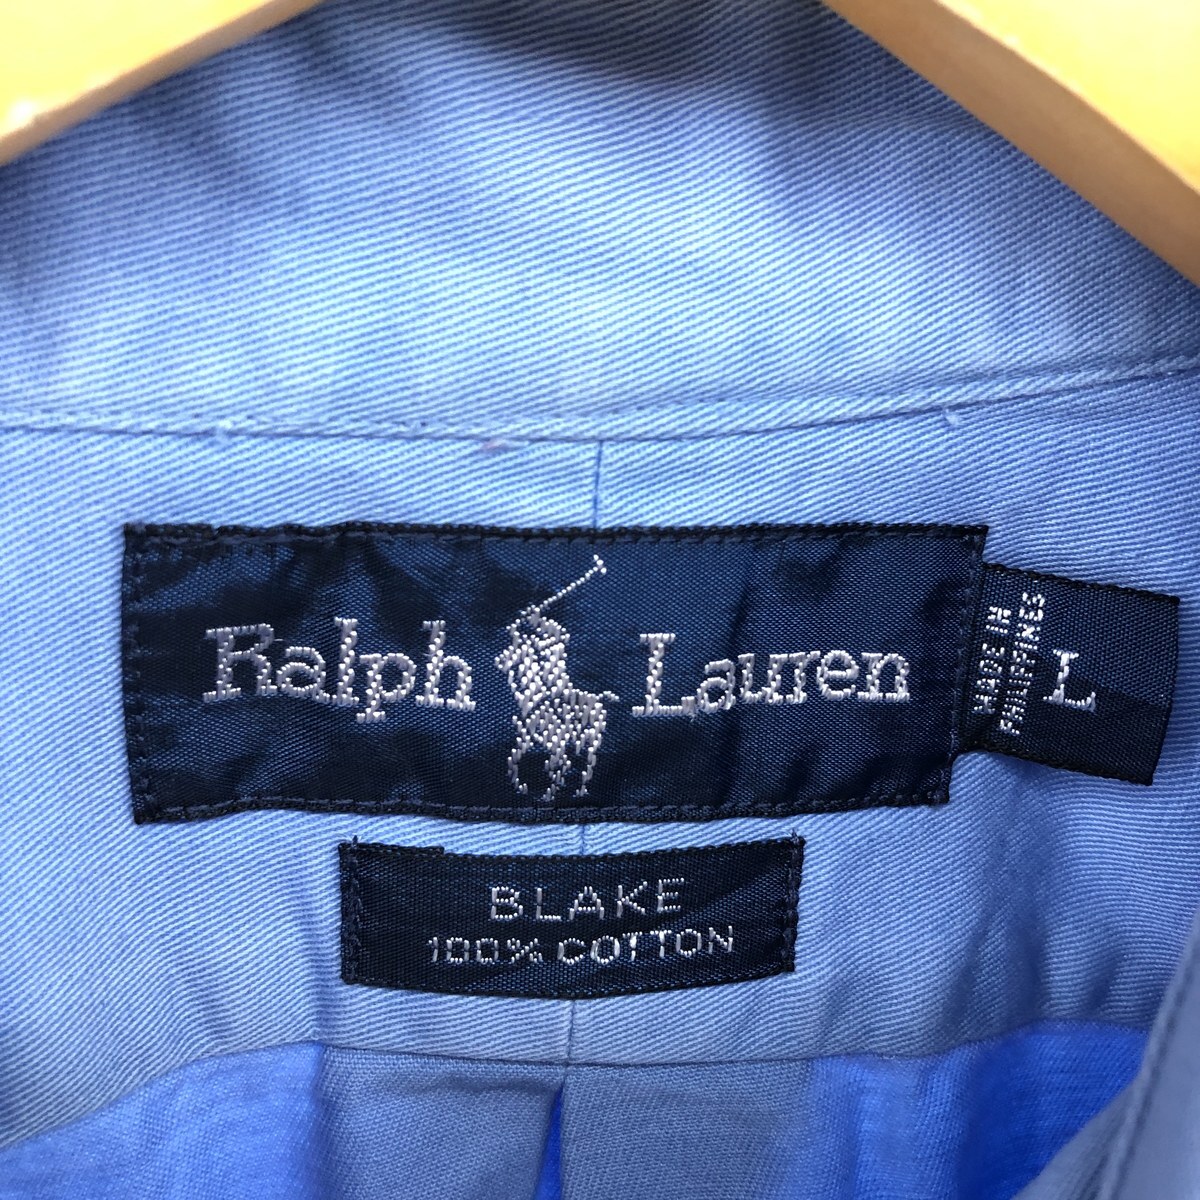 Ralph Lauren
MADE IN
PHILIPPINES
L
BLAKE
100% COTTON